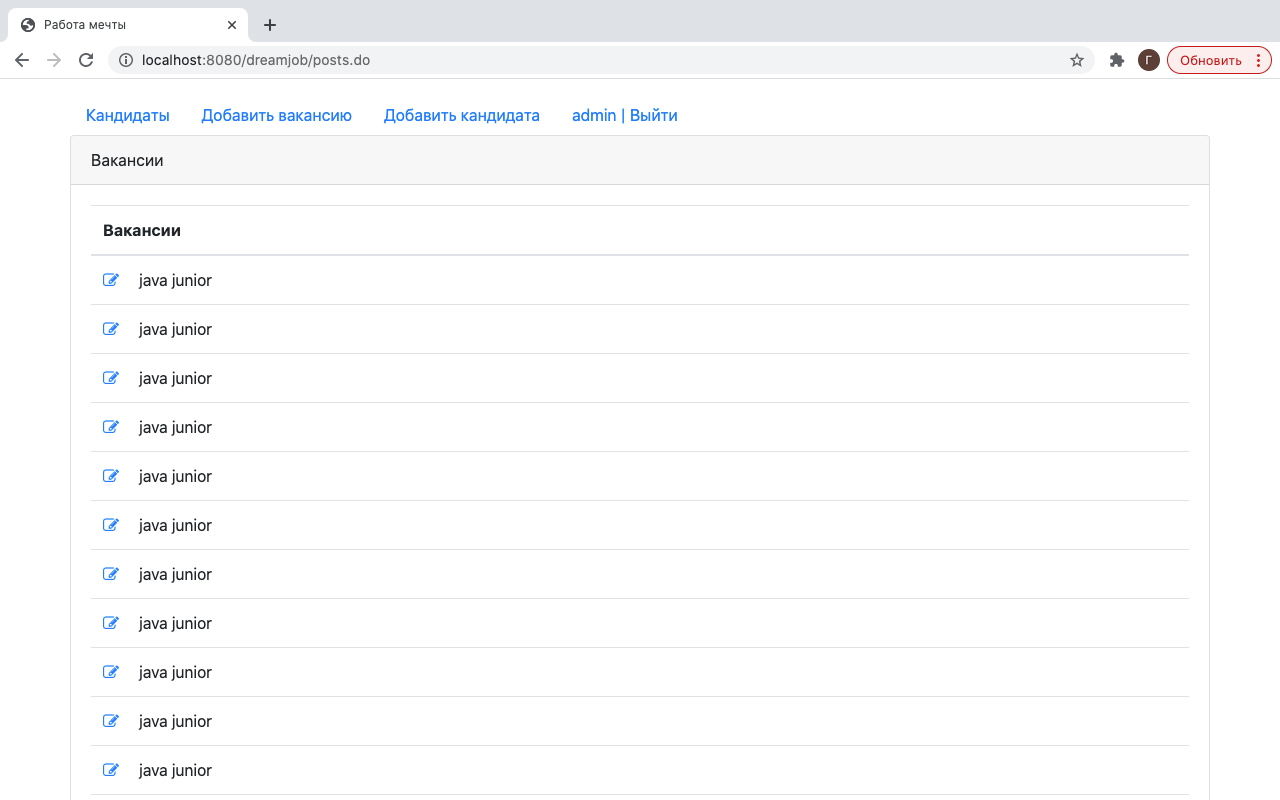 Работа мечты
localhost:8080/dreamjob/posts.do
Г
Обновить
Кандидаты Добавить вакансию Добавить кандидата admin | Выйти
Вакансии
Вакансии
java junior
java junior
java junior
java junior
java junior
java junior
java junior
java junior
java junior
java junior
java junior